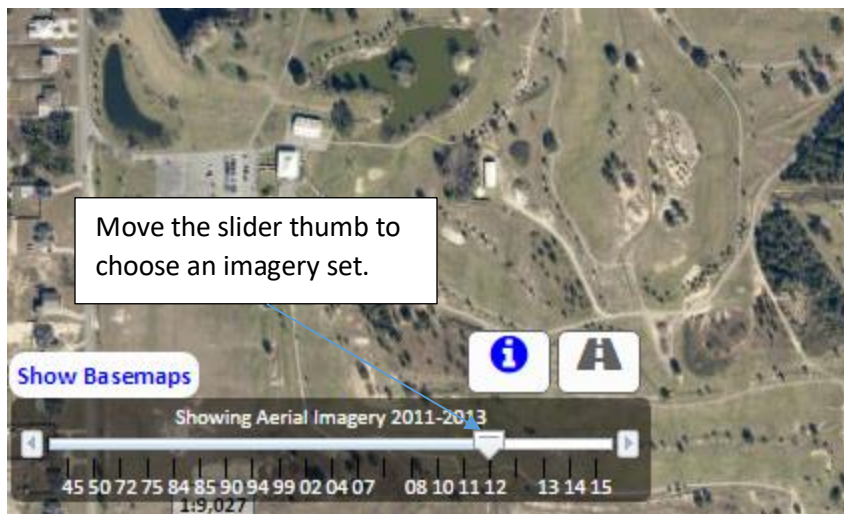 Move the slider thumb to
choose an imagery set.
Show Basemaps
Showing Aerial Imagery 2011-2013
45 50 72 75 84 85 90 94 99 02 04 07 08 10 11 12 13 14 15
1:9,027